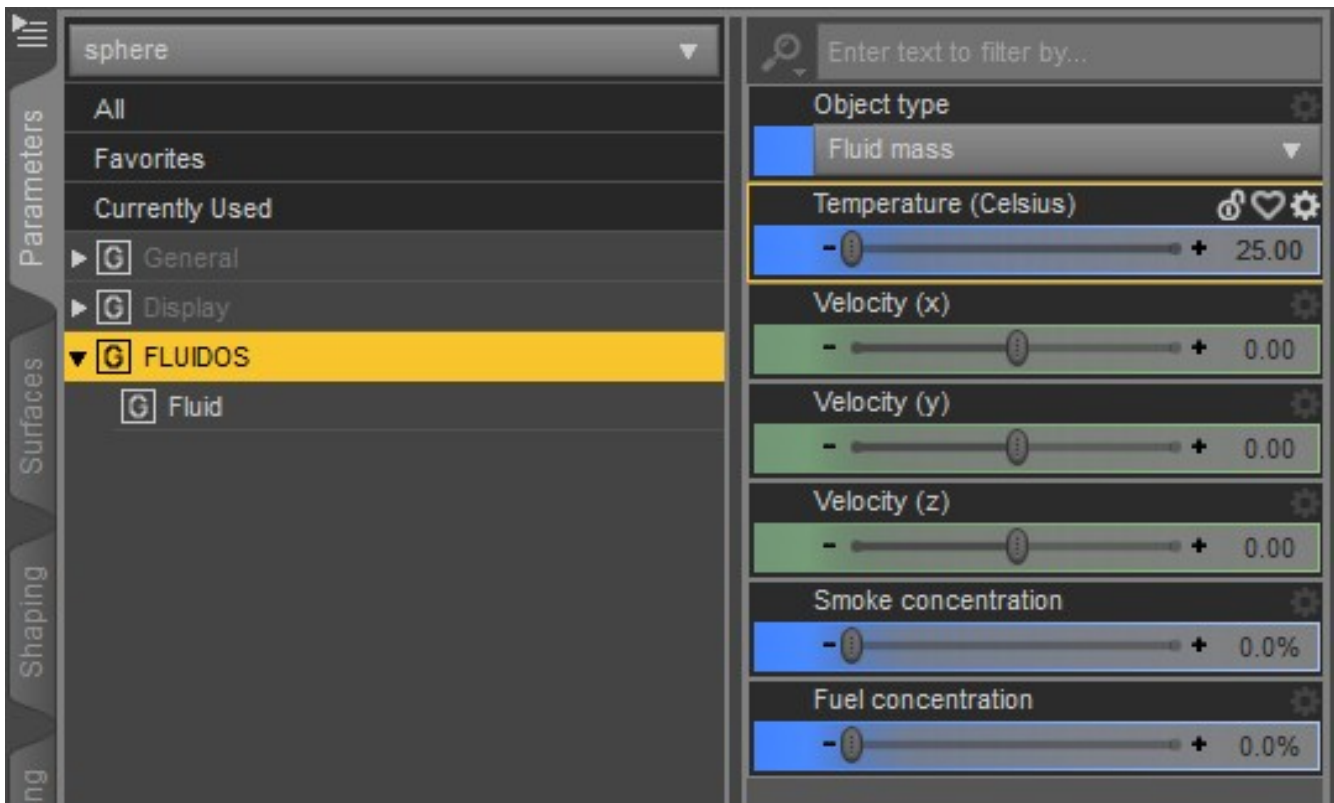 Parameters
Surfaces
Shaping
ng
sphere
All
Favorites
Currently Used
G General
G Display
G FLUIDOS
G Fluid
Enter text to filter by...
Object type
Fluid mass
Temperature (Celsius)
- + 25.00
Velocity (x)
- + 0.00
Velocity (y)
- + 0.00
Velocity (z)
- + 0.00
Smoke concentration
- + 0.0%
Fuel concentration
- + 0.0%